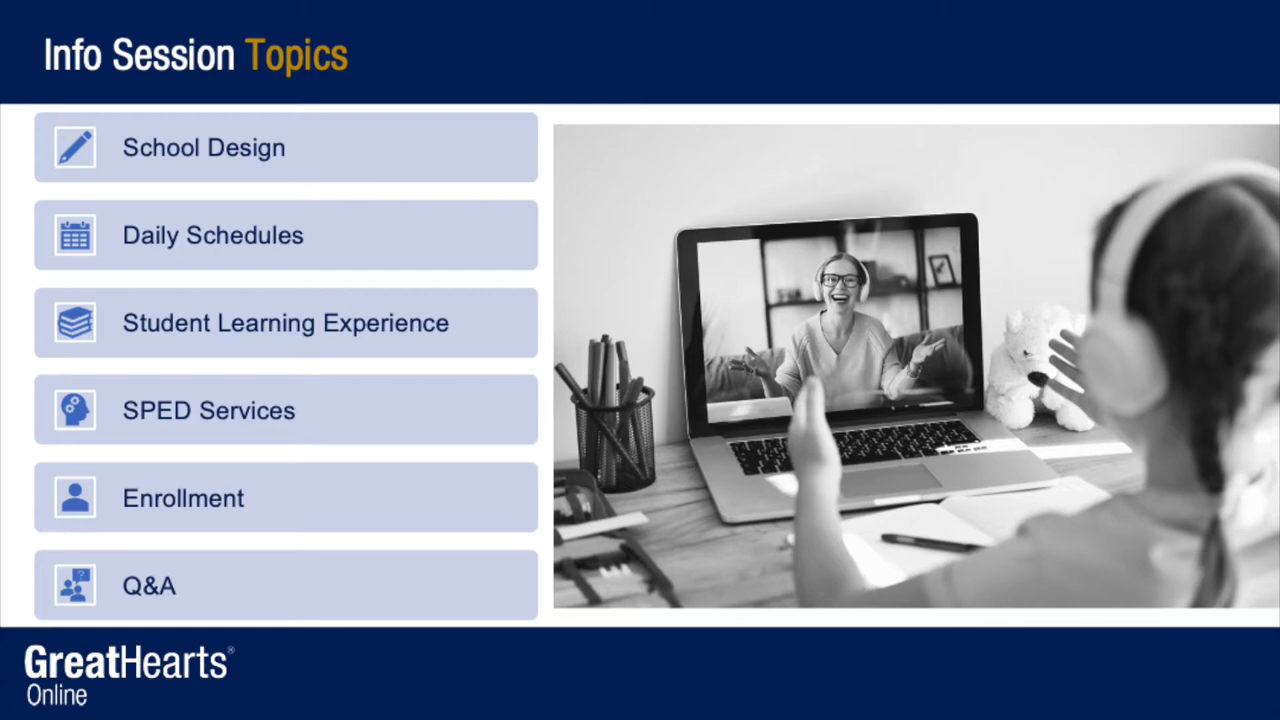 Info Session Topics
School Design
Daily Schedules
Student Learning Experience
SPED Services
Enrollment
Q&A
GreatHearts®
Online